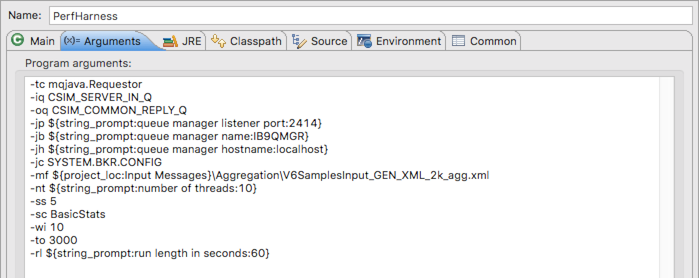 Name: PerfHarness
Main (x)= Arguments JRE Classpath Source Environment Common
Program arguments:
-tc mqjava.Requestor
-iq CSIM_SERVER_IN_Q
-oq CSIM_COMMON_REPLY_Q
-jp ${string_prompt:queue manager listener port:2414}
-jb ${string_prompt:queue manager name:IB9QMGR}
-jh ${string_prompt:queue manager hostname:localhost}
-jc SYSTEM.BKR.CONFIG
-mf ${project_loc:Input Messages}\Aggregation\V6SamplesInput_GEN_XML_2k_agg.xml
-nt ${string_prompt:number of threads:10}
-ss 5
-sc BasicStats
-wi 10
-to 3000
-rl ${string_prompt:run length in seconds:60}